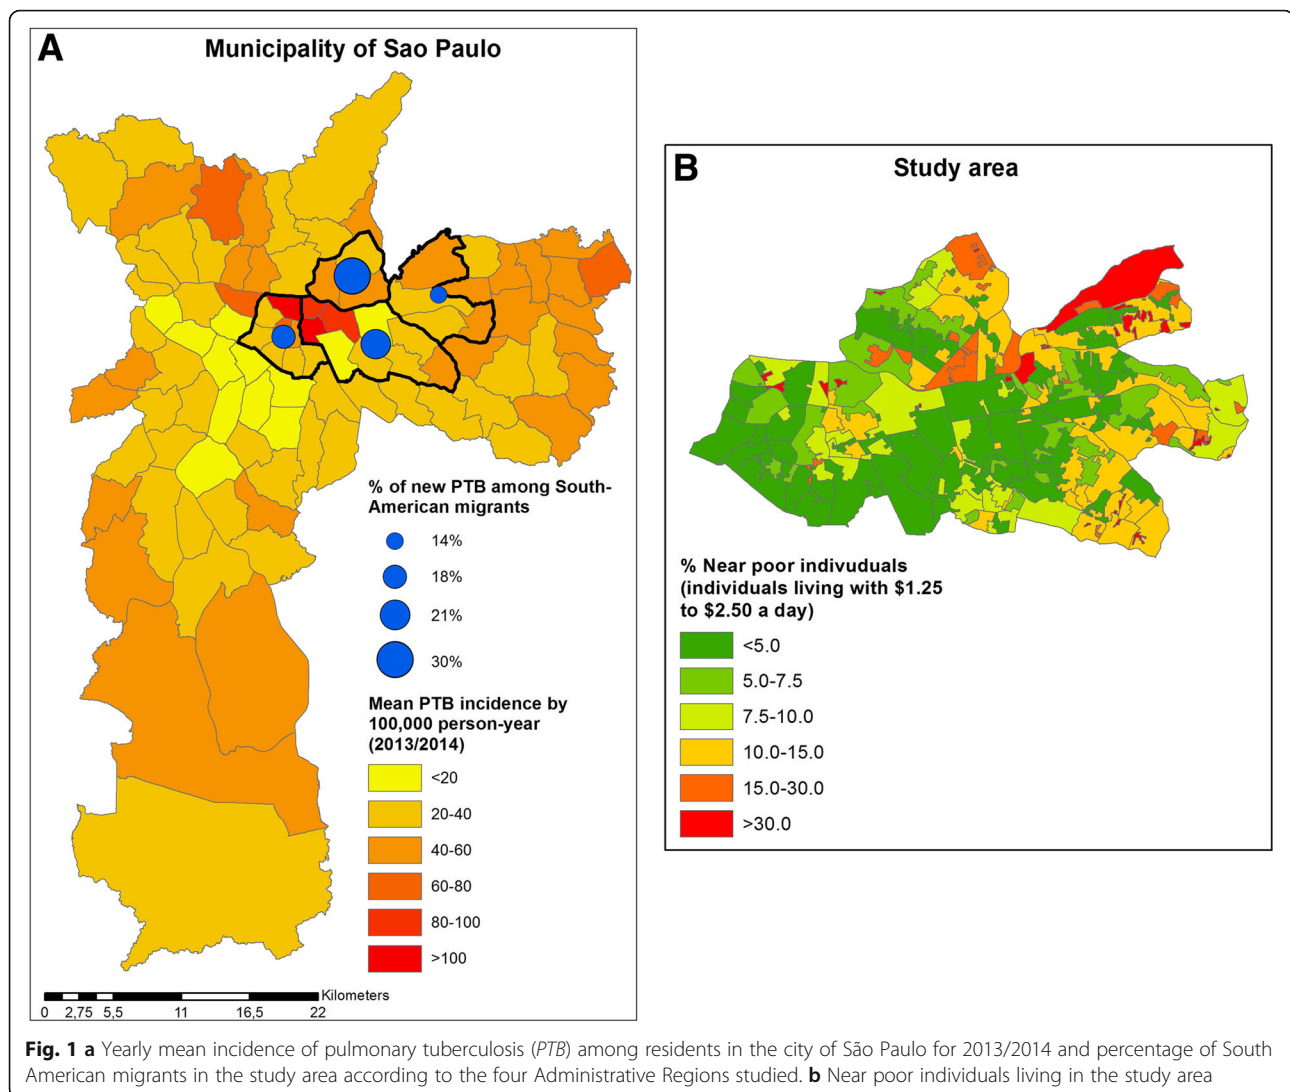 A
Municipality of Sao Paulo
% of new PTB among South-
American migrants
14%
18%
21%
30%
Mean PTB incidence by
100,000 person-year
(2013/2014)
<20
20-40
40-60
60-80
80-100
>100
Kilometers
0 2,75 5,5 11 16,5 22
B
Study area
% Near poor indivuduals
(individuals living with $1.25
to $2.50 a day)
<5.0
5.0-7.5
7.5-10.0
10.0-15.0
15.0-30.0
>30.0
Fig. 1 a Yearly mean incidence of pulmonary tuberculosis (PTB) among residents in the city of São Paulo for 2013/2014 and percentage of South
American migrants in the study area according to the four Administrative Regions studied. b Near poor individuals living in the study area